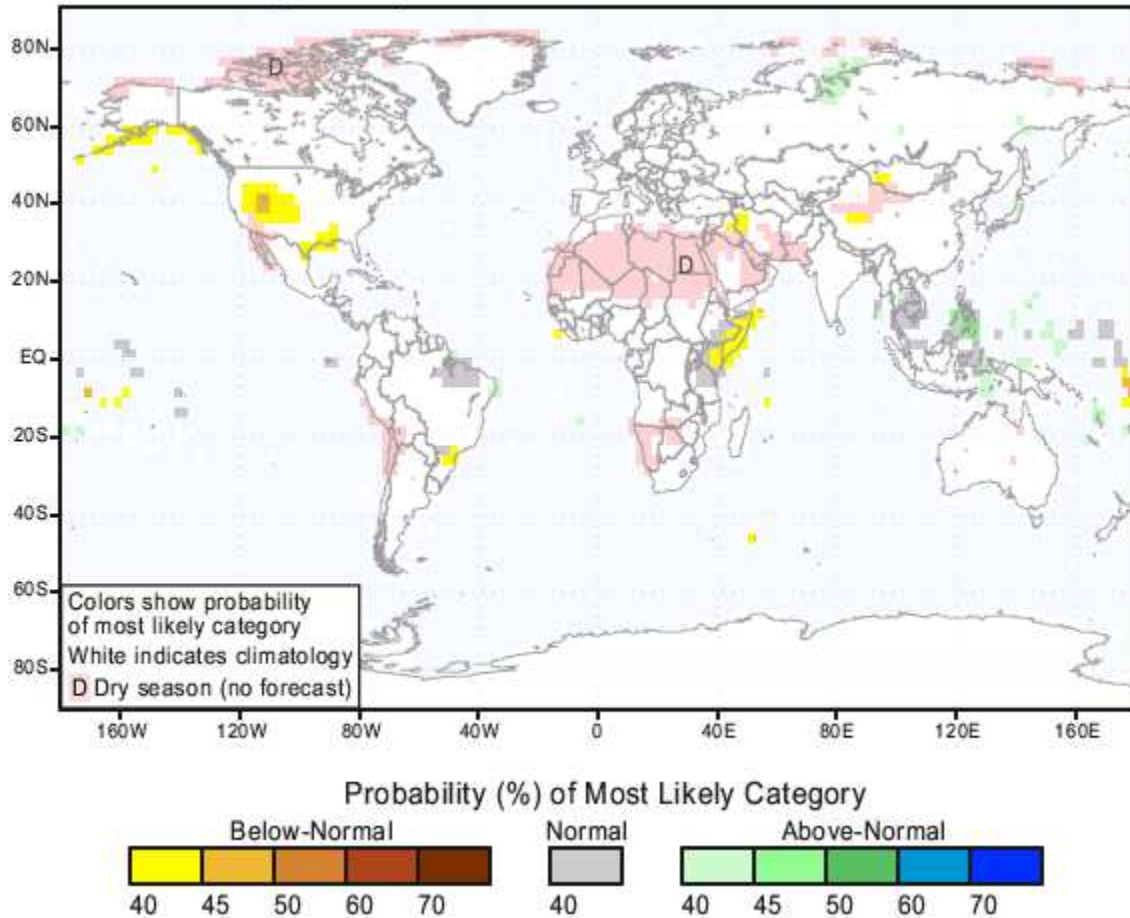 80N
60N
40N
20N
EQ
20S
40S
60S
80S
D
D
Colors show probability
of most likely category
White indicates climatology
D Dry season (no forecast)
160W 120W 80W 40W 0 40E 80E 120E 160E
Probability (%) of Most Likely Category
Below-Normal Normal Above-Normal
40 45 50 60 70 40 40 45 50 60 70